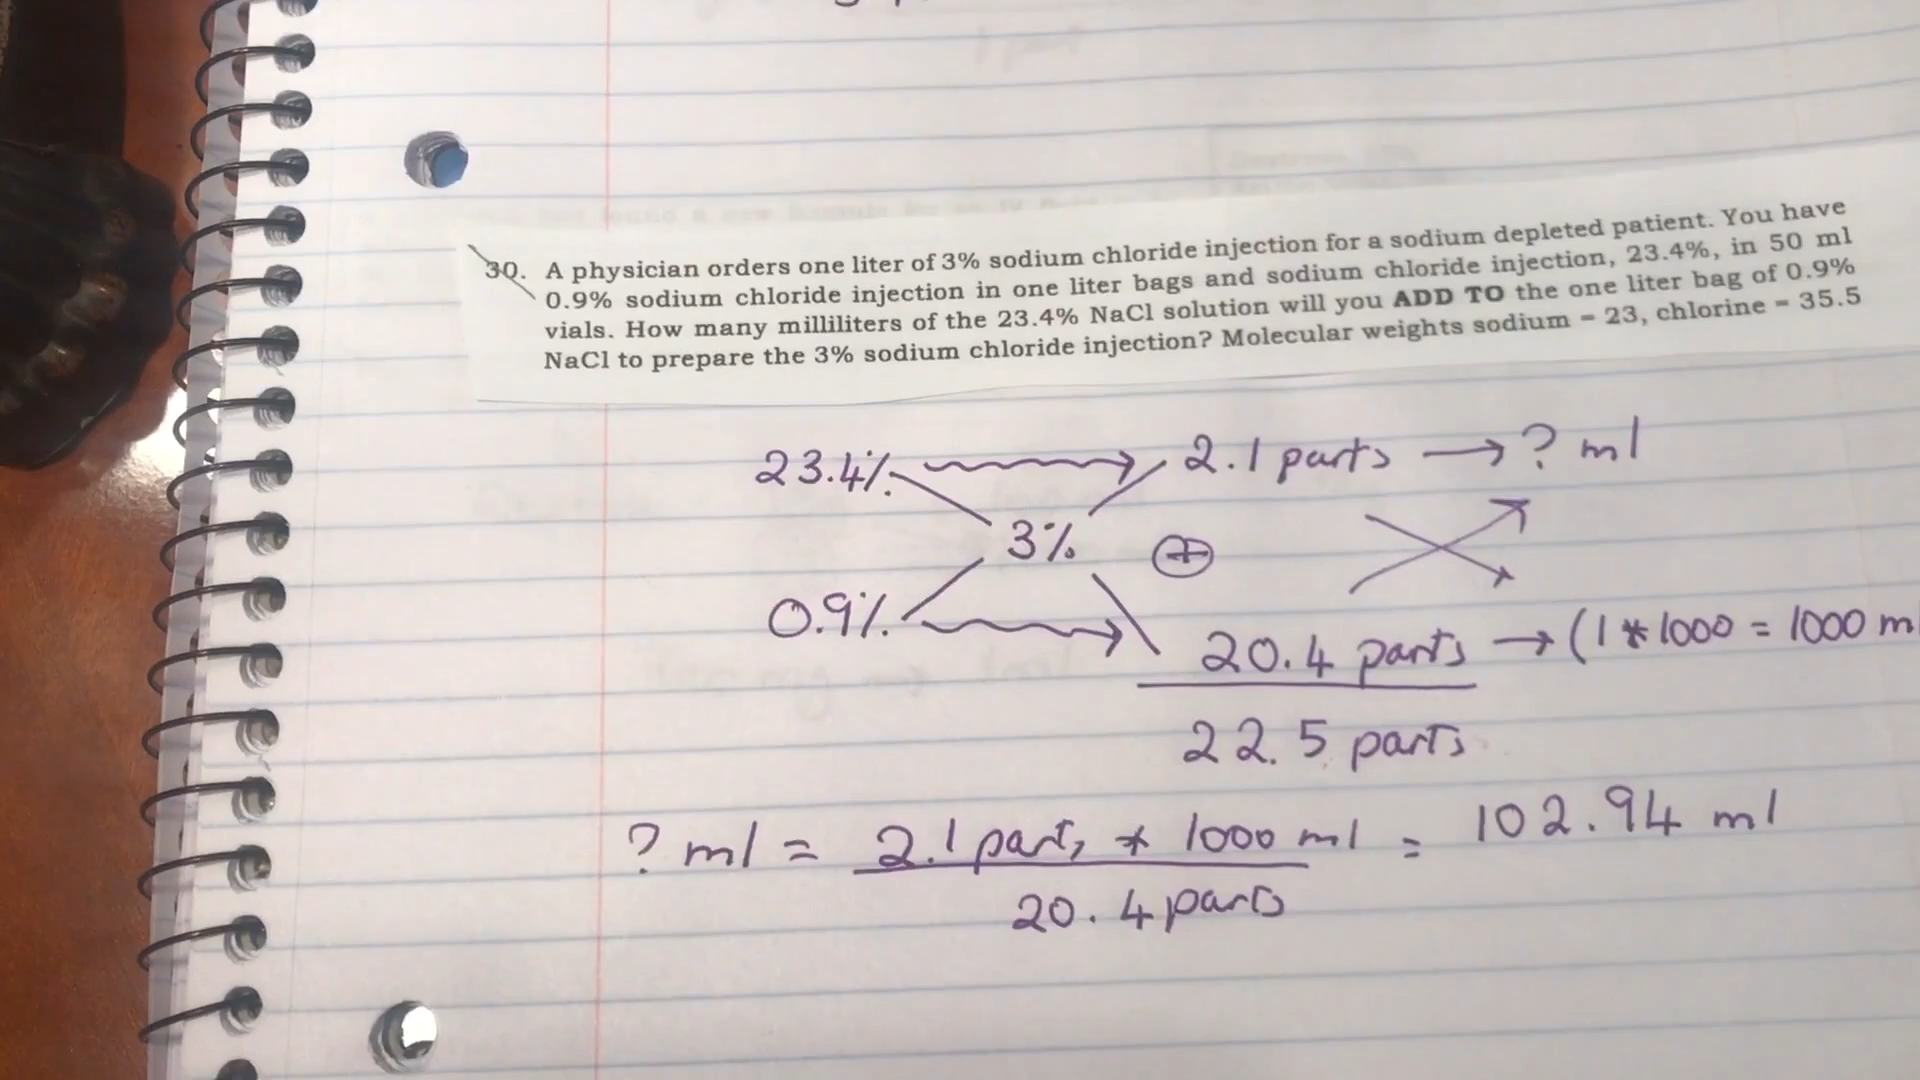 30. A physician orders one liter of 3% sodium chloride injection for a sodium depleted patient. You have
0.9% sodium chloride injection in one liter bags and sodium chloride injection, 23.4%, in 50 ml
vials. How many milliliters of the 23.4% NaCl solution will you ADD TO the one liter bag of 0.9%
NaCl to prepare the 3% sodium chloride injection? Molecular weights sodium = 23, chlorine = 35.5
23.4% 2.1 parts → ? ml
3% +
0.9% 20.4 parts → (1 * 1000 = 1000 m
22.5 parts
? ml = 2.1 parts * 1000 ml = 102.94 ml
20.4 parts